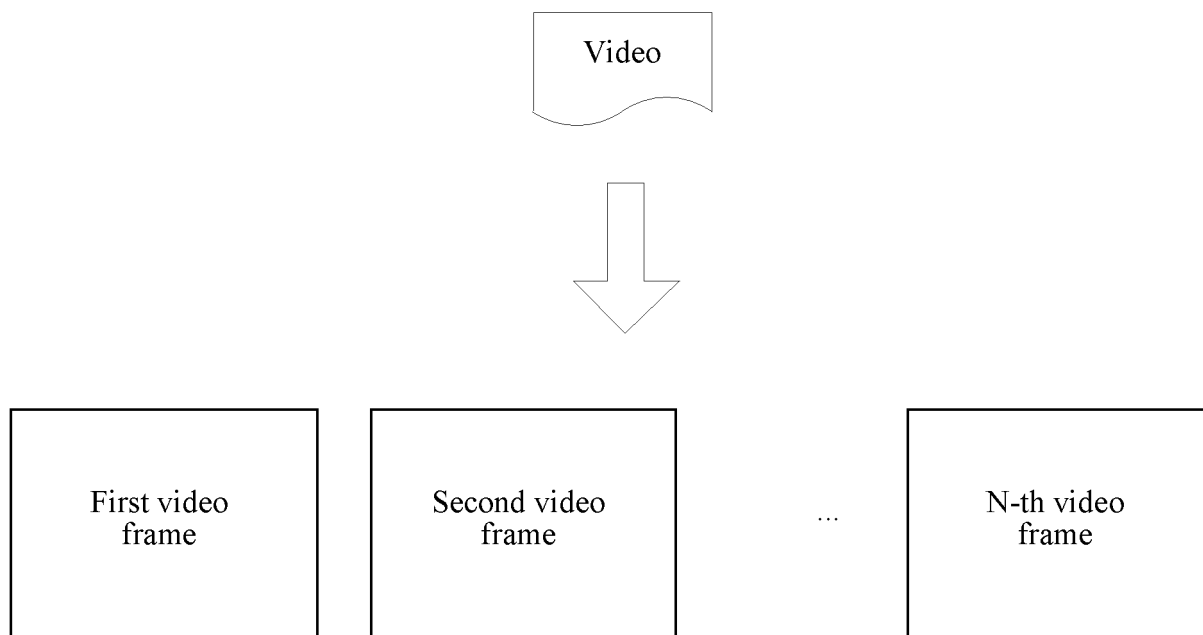 Video
First video
frame
Second video
frame
...
N-th video
frame